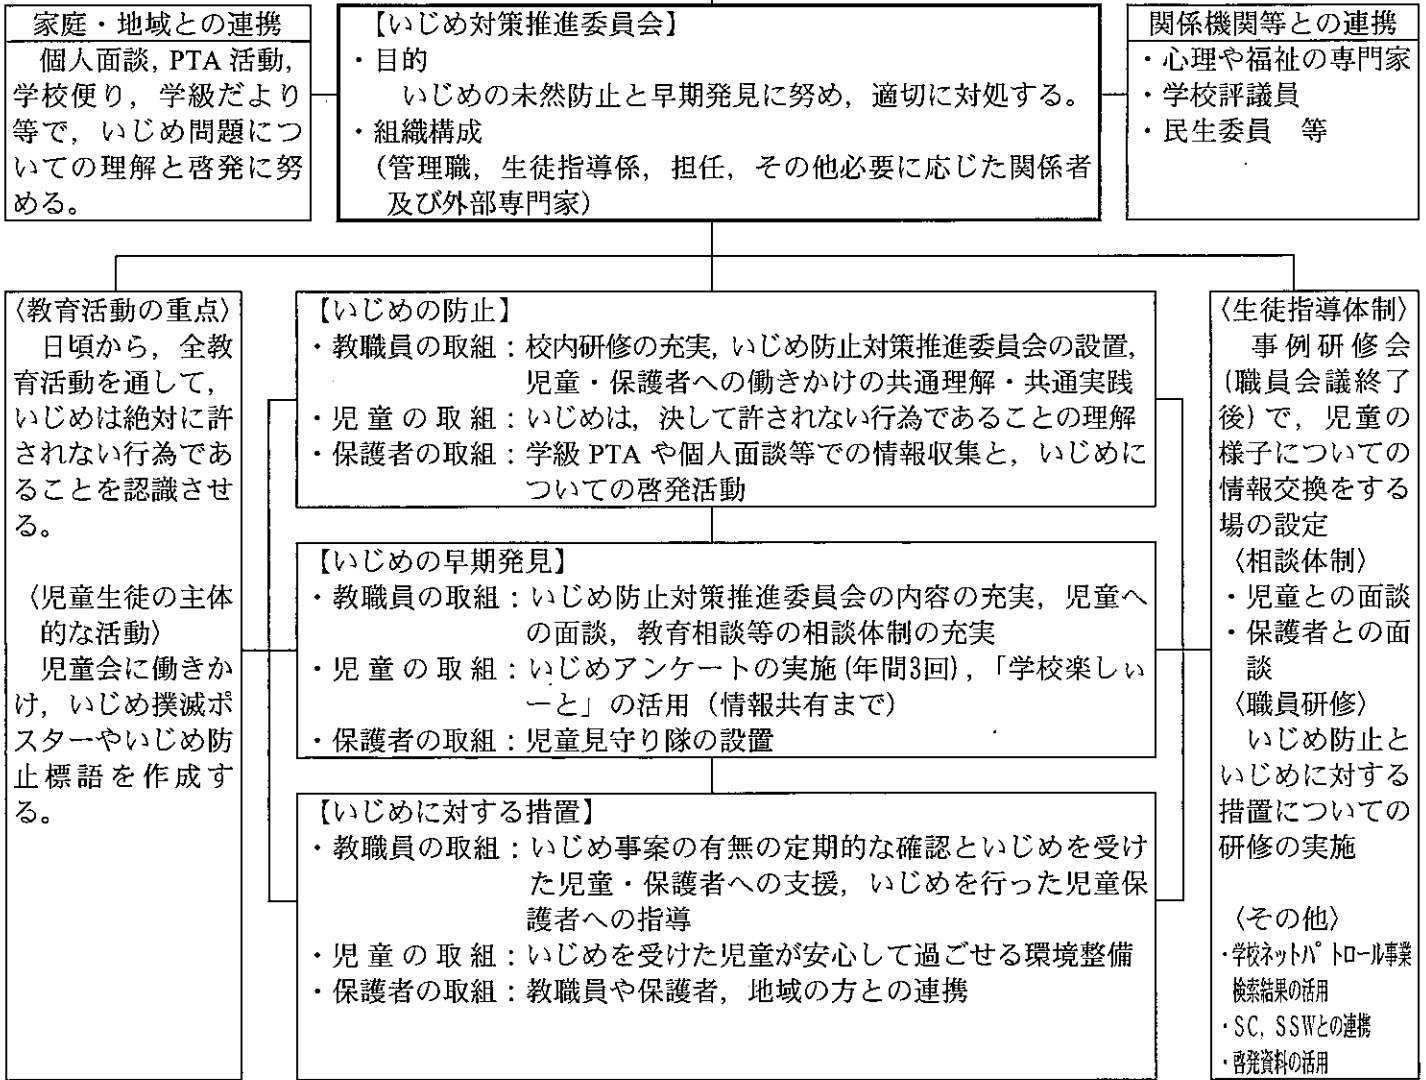 家庭・地域との連携
個人面談，PTA 活動，
学校便り，学級だより
等で，いじめ問題につ
いての理解と啓発に努
める。
【いじめ対策推進委員会】
・目的
いじめの未然防止と早期発見に努め，適切に対処する。
・組織構成
(管理職，生徒指導係，担任，その他必要に応じた関係者
及び外部専門家)
関係機関等との連携
・心理や福祉の専門家
・学校評議員
・民生委員　等
〈教育活動の重点〉
日頃から，全教
育活動を通して，
いじめは絶対に許
されない行為であ
ることを認識させ
る。
〈児童生徒の主体
的な活動〉
児童会に働きか
け，いじめ撲滅ポ
スターやいじめ防
止標語を作成す
る。
【いじめの防止】
・教職員の取組：校内研修の充実，いじめ防止対策推進委員会の設置，
児童・保護者への働きかけの共通理解・共通実践
・児童の取組：いじめは，決して許されない行為であることの理解
・保護者の取組：学級 PTA や個人面談等での情報収集と，いじめに
ついての啓発活動
【いじめの早期発見】
・教職員の取組：いじめ防止対策推進委員会の内容の充実，児童へ
の面談，教育相談等の相談体制の充実
・児童の取組：いじめアンケートの実施(年間3回)，「学校楽しぃ
ーと」の活用（情報共有まで）
・保護者の取組：児童見守り隊の設置
【いじめに対する措置】
・教職員の取組：いじめ事案の有無の定期的な確認といじめを受け
た児童・保護者への支援，いじめを行った児童保
護者への指導
・児童の取組：いじめを受けた児童が安心して過ごせる環境整備
・保護者の取組：教職員や保護者，地域の方との連携
〈生徒指導体制〉
事例研修会
(職員会議終了
後)で，児童の
様子についての
情報交換をする
場の設定
〈相談体制〉
・児童との面談
・保護者との面
談
〈職員研修〉
いじめ防止と
いじめに対する
措置についての
研修の実施
〈その他〉
・学校ネットパトロール事業
検索結果の活用
・SC，SSWとの連携
・啓発資料の活用